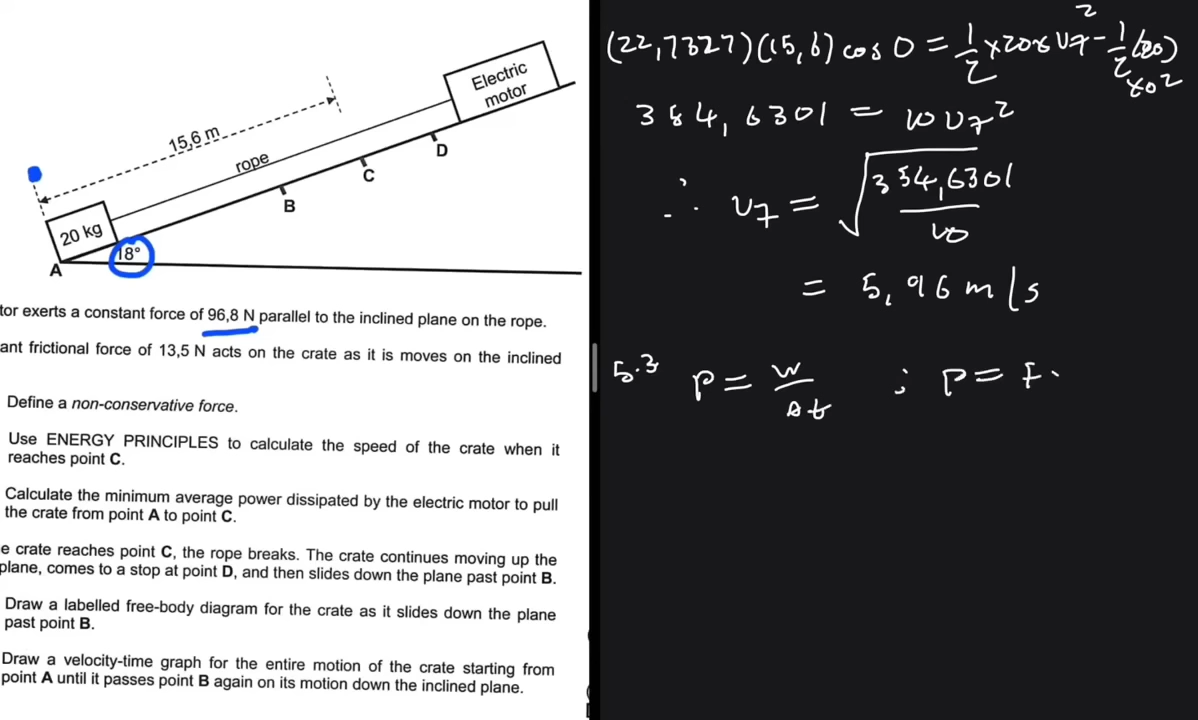 Electric
motor
15,6 m
rope
D
C
B
20 kg
18°
A
tor exerts a constant force of 96,8 N parallel to the inclined plane on the rope.
ant frictional force of 13,5 N acts on the crate as it is moves on the inclined
Define a non-conservative force.
Use ENERGY PRINCIPLES to calculate the speed of the crate when it
reaches point C.
Calculate the minimum average power dissipated by the electric motor to pull
the crate from point A to point C.
e crate reaches point C, the rope breaks. The crate continues moving up the
plane, comes to a stop at point D, and then slides down the plane past point B.
Draw a labelled free-body diagram for the crate as it slides down the plane
past point B.
Draw a velocity-time graph for the entire motion of the crate starting from
point A until it passes point B again on its motion down the inclined plane.
(22,7327)(15,6) cos 0 = 1/2 × 20 × vf² - 1/2 (20) × 0²
354,6301 = 10 vf²
∴ vf = √(354,6301/10)
= 5,96 m/s
5.3 P = W/Δt ; P = F.